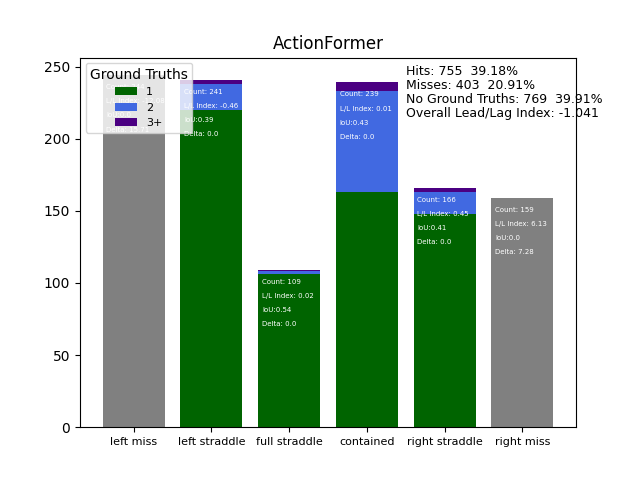 ActionFormer
Ground Truths
1
2
3+
Hits: 755 39.18%
Misses: 403 20.91%
No Ground Truths: 769 39.91%
Overall Lead/Lag Index: -1.041
250
200
150
100
50
0
Count: 241
L/L Index: -0.46
IoU:0.39
Delta: 0.0
Count: 109
L/L Index: 0.02
IoU:0.54
Delta: 0.0
Count: 239
L/L Index: 0.01
IoU:0.43
Delta: 0.0
Count: 166
L/L Index: 0.45
IoU:0.41
Delta: 0.0
Count: 159
L/L Index: 6.13
IoU:0.0
Delta: 7.28
left miss
left straddle
full straddle
contained
right straddle
right miss